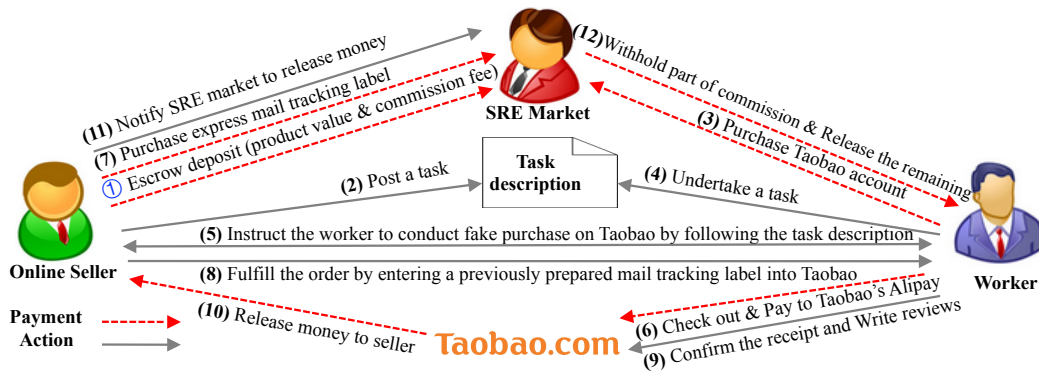 (11) Notify SRE market to release money
(7) Purchase express mail tracking label
① Escrow deposit (product value & commission fee)
(12)Withhold part of commission & Release the remaining
(3) Purchase Taobao account
SRE Market
Task
description
(2) Post a task
(4) Undertake a task
(5) Instruct the worker to conduct fake purchase on Taobao by following the task description
Online Seller
(8) Fulfill the order by entering a previously prepared mail tracking label into Taobao
Worker
(10) Release money to seller
(6) Check out & Pay to Taobao's Alipay
(9) Confirm the receipt and Write reviews
Payment
Action
Taobao.com